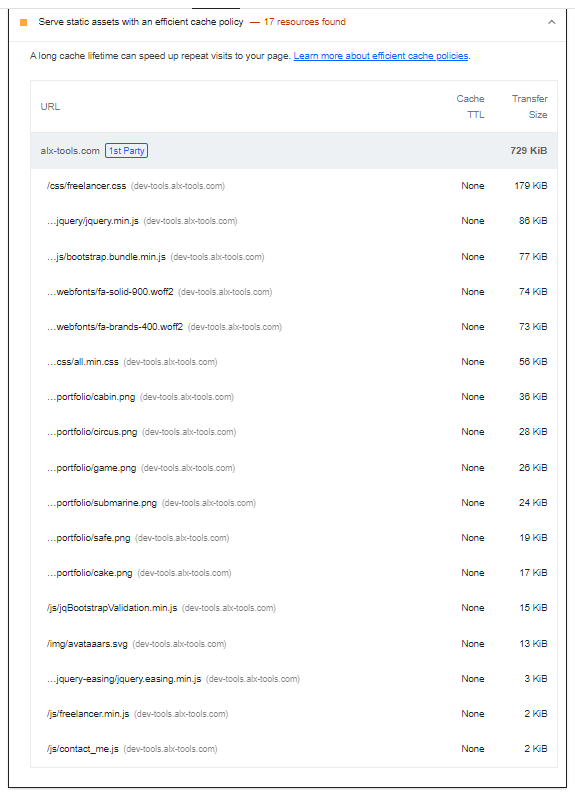 Serve static assets with an efficient cache policy — 17 resources found
A long cache lifetime can speed up repeat visits to your page. Learn more about efficient cache policies.
URL Cache TTL Transfer Size
alx-tools.com 1st Party 729 KiB
/css/freelancer.css (dev-tools.alx-tools.com) None 179 KiB
…jquery/jquery.min.js (dev-tools.alx-tools.com) None 86 KiB
…js/bootstrap.bundle.min.js (dev-tools.alx-tools.com) None 77 KiB
…webfonts/fa-solid-900.woff2 (dev-tools.alx-tools.com) None 74 KiB
…webfonts/fa-brands-400.woff2 (dev-tools.alx-tools.com) None 73 KiB
…css/all.min.css (dev-tools.alx-tools.com) None 56 KiB
…portfolio/cabin.png (dev-tools.alx-tools.com) None 36 KiB
…portfolio/circus.png (dev-tools.alx-tools.com) None 28 KiB
…portfolio/game.png (dev-tools.alx-tools.com) None 26 KiB
…portfolio/submarine.png (dev-tools.alx-tools.com) None 24 KiB
…portfolio/safe.png (dev-tools.alx-tools.com) None 19 KiB
…portfolio/cake.png (dev-tools.alx-tools.com) None 17 KiB
/js/jqBootstrapValidation.min.js (dev-tools.alx-tools.com) None 15 KiB
/img/avataaars.svg (dev-tools.alx-tools.com) None 13 KiB
…jquery-easing/jquery.easing.min.js (dev-tools.alx-tools.com) None 3 KiB
/js/freelancer.min.js (dev-tools.alx-tools.com) None 2 KiB
/js/contact_me.js (dev-tools.alx-tools.com) None 2 KiB